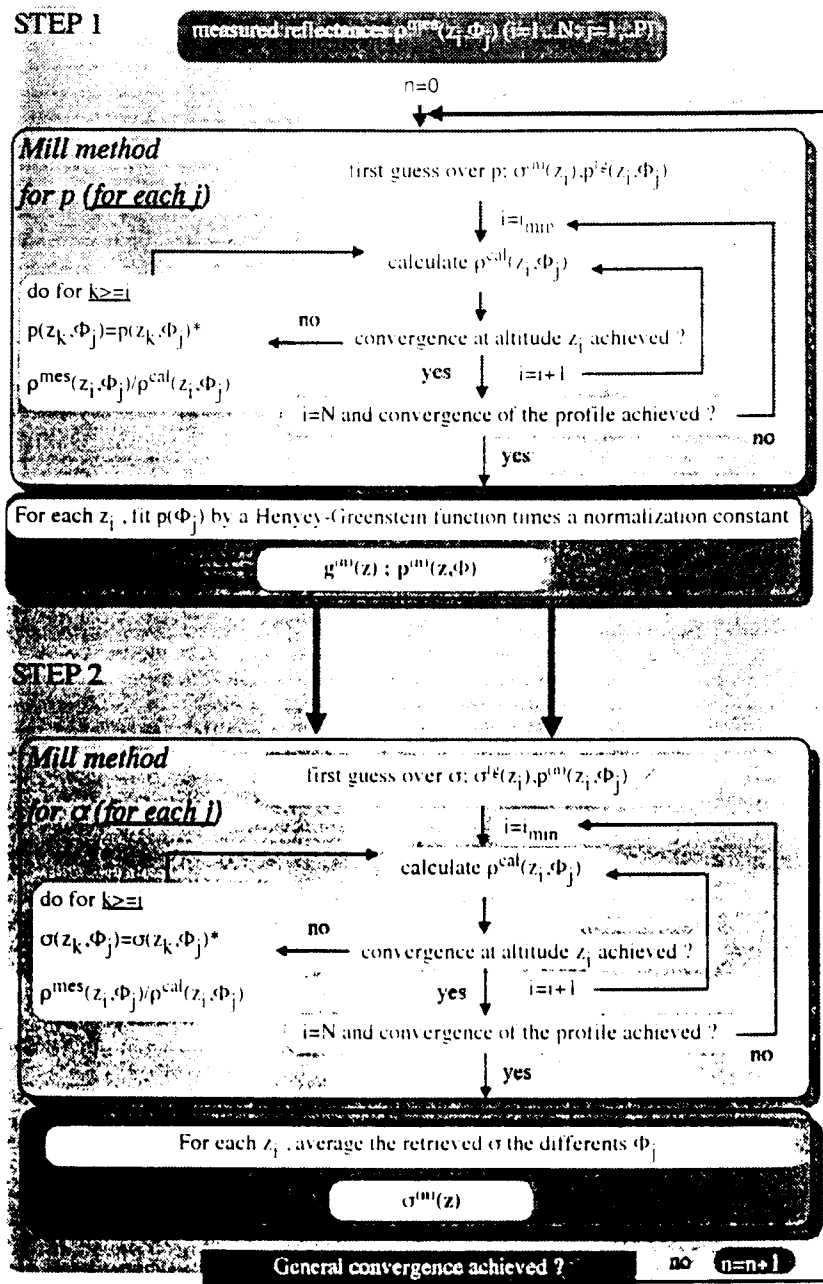 STEP 1
measured reflectances ρᵐᵉˢ(zᵢ,Φⱼ) (i=1,..N; j=1,..P)
n=0
Mill method
for p (for each j)
first guess over p; σ⁽ⁿ⁾(zᵢ),pᶠᵍ(zᵢ,Φⱼ)
i=imin
calculate ρᶜᵃˡ(zᵢ,Φⱼ)
do for k>=i
p(zk,Φⱼ)=p(zk,Φⱼ)*
ρᵐᵉˢ(zᵢ,Φⱼ)/ρᶜᵃˡ(zᵢ,Φⱼ)
no
convergence at altitude zᵢ achieved ?
yes
i=i+1
i=N and convergence of the profile achieved ?
no
yes
For each zᵢ , fit p(Φⱼ) by a Henyey-Greenstein function times a normalization constant
g⁽ⁿ⁾(z) ; p⁽ⁿ⁾(z,Φ)
STEP 2
Mill method
for σ (for each j)
first guess over σ; σᶠᵍ(zᵢ),p⁽ⁿ⁾(zᵢ,Φⱼ)
i=imin
calculate ρᶜᵃˡ(zᵢ,Φⱼ)
do for k>=i
σ(zk,Φⱼ)=σ(zk,Φⱼ)*
ρᵐᵉˢ(zᵢ,Φⱼ)/ρᶜᵃˡ(zᵢ,Φⱼ)
no
convergence at altitude zᵢ achieved ?
yes
i=i+1
i=N and convergence of the profile achieved ?
no
yes
For each zᵢ , average the retrieved σ the differents Φⱼ
σ⁽ⁿ⁾(z)
General convergence achieved ?
no
n=n+1